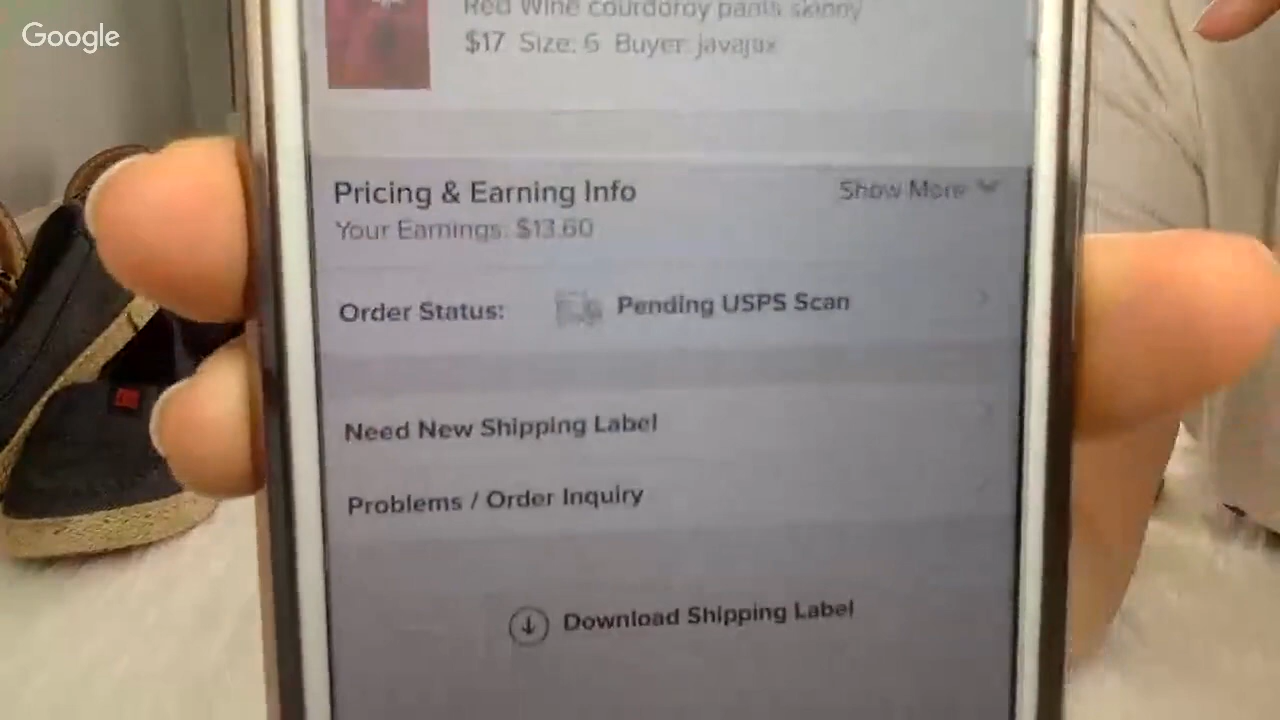 Google
Red Wine courdoroy pants skinny
$17 Size: 6 Buyer: javajax
Pricing & Earning Info
Show More
Your Earnings: $13.60
Order Status:
Pending USPS Scan
Need New Shipping Label
Problems / Order Inquiry
Download Shipping Label